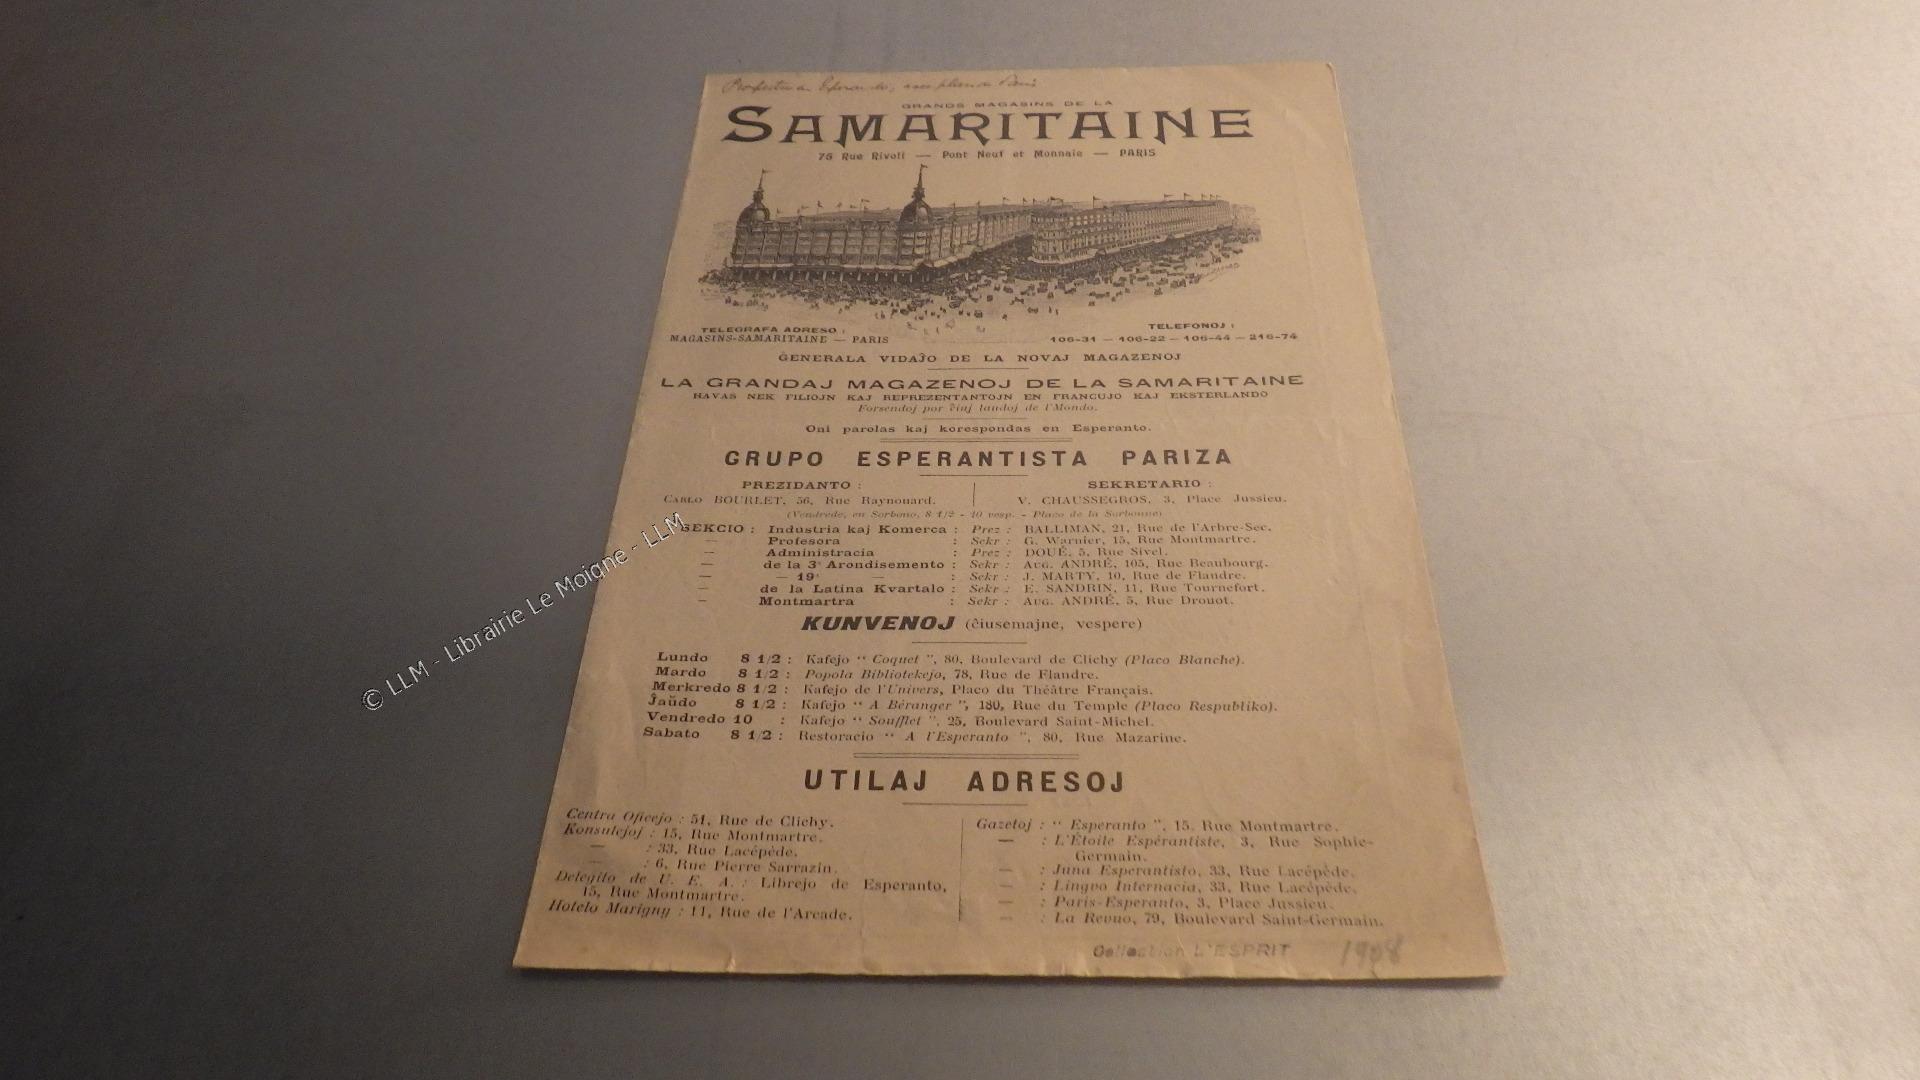 GRANDS MAGASINS DE LA
SAMARITAINE
75 Rue Rivoli — Pont Neuf et Monnaie — PARIS
TELEGRAFA ADRESO :
MAGASINS-SAMARITAINE — PARIS
TELEFONOJ :
106-31 — 106-22 — 106-44 — 216-74
ĜENERALA VIDAĴO DE LA NOVAJ MAGAZENOJ
LA GRANDAJ MAGAZENOJ DE LA SAMARITAINE
HAVAS NEK FILIOJN KAJ REPREZENTANTOJN EN FRANCUJO KAJ EKSTERLANDO
Forsendoj por ĉiuj landoj de l'Mondo.
Oni parolas kaj korespondas en Esperanto.
GRUPO ESPERANTISTA PARIZA
PREZIDANTO :
CARLO BOURLET, 56, Rue Raynouard.
SEKRETARIO :
V. CHAUSSEGROS, 3, Place Jussieu.
(Vendrede, en Sorbono, 8 1/2 - 10 vesp. - Placo de la Sorbonne)
SEKCIO : Industria kaj Komerca : Prez : BALLIMAN, 21, Rue de l'Arbre-Sec.
— Profesora : Sekr : G. Warnier, 15, Rue Montmartre.
— Administracia : Prez : DOUÉ, 5, Rue Sivel.
— de la 3e Arondisemento : Sekr : AUG. ANDRÉ, 105, Rue Beaubourg.
— — 19e — : Sekr : J. MARTY, 10, Rue de Flandre.
— de la Latina Kvartalo : Sekr : E. SANDRIN, 11, Rue Tournefort.
— Montmartra : Sekr : AUG. ANDRÉ, 5, Rue Drouot.
KUNVENOJ (ĉiusemajne, vespere)
Lundo 8 1/2 : Kafejo " Coquet ", 80, Boulevard de Clichy (Placo Blanche).
Mardo 8 1/2 : Popola Bibliotekejo, 78, Rue de Flandre.
Merkredo 8 1/2 : Kafejo de l'Univers, Placo du Théâtre Français.
Ĵaŭdo 8 1/2 : Kafejo " A Béranger ", 180, Rue du Temple (Placo Respubliko).
Vendredo 10 : Kafejo " Soufflet ", 25, Boulevard Saint-Michel.
Sabato 8 1/2 : Restoracio " A l'Esperanto ", 80, Rue Mazarine.
UTILAJ ADRESOJ
Centra Oficejo : 51, Rue de Clichy.
Konsulejoj : 15, Rue Montmartre.
— : 33, Rue Lacépède.
— : 6, Rue Pierre Sarrazin.
Delegito de U. E. A. : Librejo de Esperanto,
15, Rue Montmartre.
Hotelo Marigny : 11, Rue de l'Arcade.
Gazetoj : " Esperanto ", 15, Rue Montmartre.
— : L'Étoile Espérantiste, 3, Rue Sophie-
Germain.
— : Juna Esperantisto, 33, Rue Lacépède.
— : Lingvo Internacia, 33, Rue Lacépède.
— : Paris-Esperanto, 3, Place Jussieu.
— : La Revuo, 79, Boulevard Saint-Germain.
Collection L'ESPRIT 1908
© LLM - Librairie Le Moigne - LLM